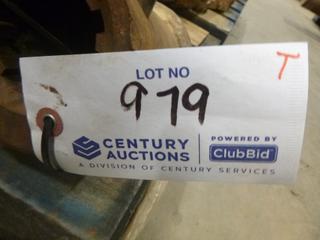 LOT NO
T
979
CENTURY
AUCTIONS
POWERED BY
ClubBid
A DIVISION OF CENTURY SERVICES